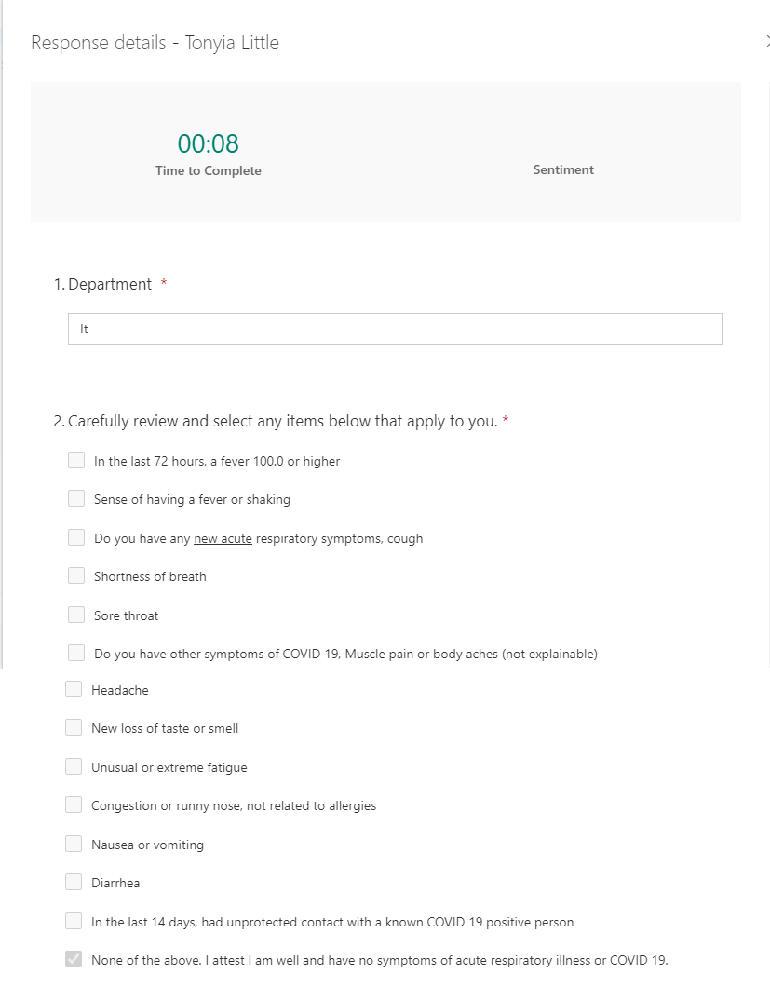 Response details - Tonyia Little
00:08
Time to Complete
Sentiment
1. Department *
It
2. Carefully review and select any items below that apply to you. *
In the last 72 hours, a fever 100.0 or higher
Sense of having a fever or shaking
Do you have any new acute respiratory symptoms, cough
Shortness of breath
Sore throat
Do you have other symptoms of COVID 19, Muscle pain or body aches (not explainable)
Headache
New loss of taste or smell
Unusual or extreme fatigue
Congestion or runny nose, not related to allergies
Nausea or vomiting
Diarrhea
In the last 14 days, had unprotected contact with a known COVID 19 positive person
None of the above. I attest I am well and have no symptoms of acute respiratory illness or COVID 19.